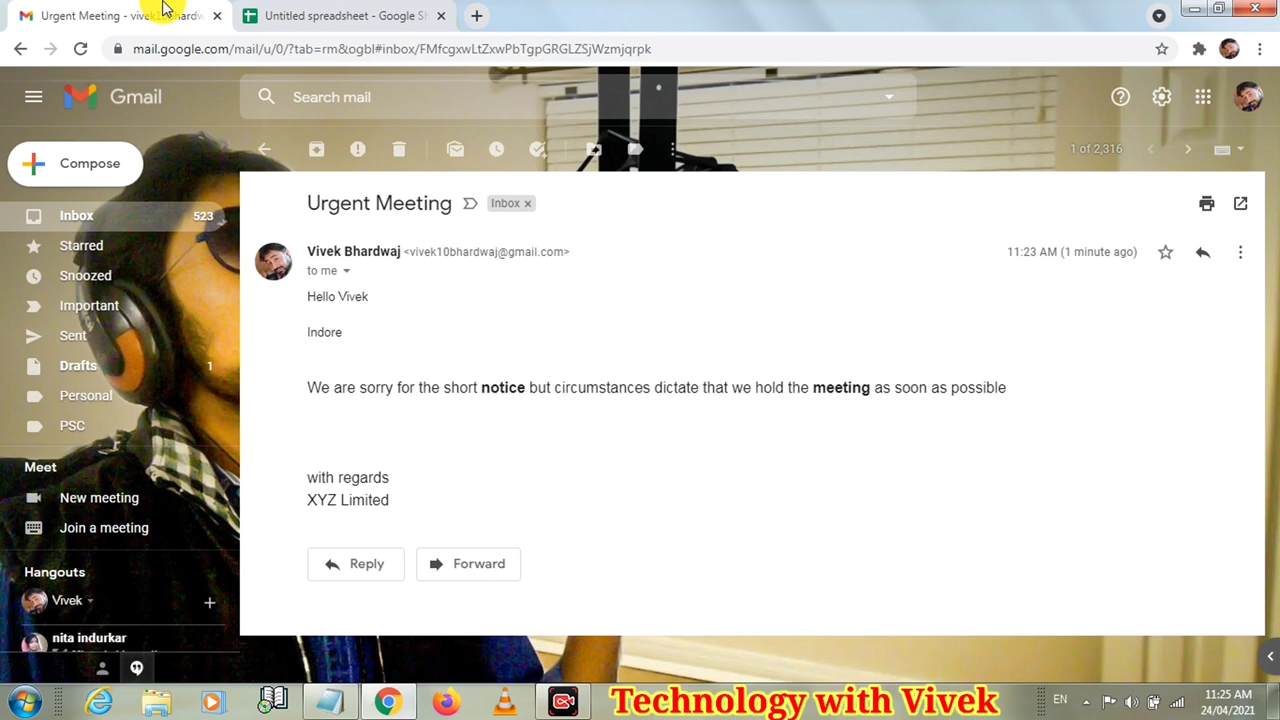 Urgent Meeting - vivek10bhardw
Untitled spreadsheet - Google Sh
mail.google.com/mail/u/0/?tab=rm&ogbl#inbox/FMfcgxwLtZxwPbTgpGRGLZSjWzmjqrpk
Gmail
Search mail
Compose
1 of 2,316
Inbox 523
Starred
Snoozed
Important
Sent
Drafts 1
Personal
PSC
Meet
New meeting
Join a meeting
Hangouts
Vivek
nita indurkar
Urgent Meeting
Inbox ×
Vivek Bhardwaj <vivek10bhardwaj@gmail.com>
11:23 AM (1 minute ago)
to me
Hello Vivek
Indore
We are sorry for the short notice but circumstances dictate that we hold the meeting as soon as possible
with regards
XYZ Limited
Reply
Forward
Technology with Vivek
EN
11:25 AM
24/04/2021